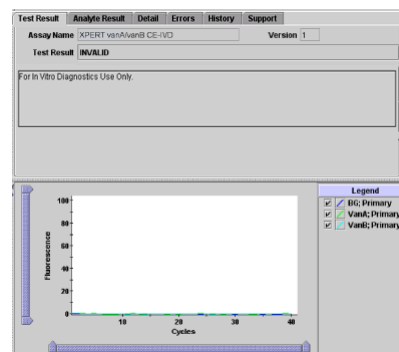 Test Result Analyte Result Detail Errors History Support
Assay Name XPERT vanA/vanB CE-IVD Version 1
Test Result INVALID
For In Vitro Diagnostics Use Only.
Legend
BG; Primary
VanA; Primary
VanB; Primary
100
80
60
40
20
0
Fluorescence
10 20 30 40
Cycles